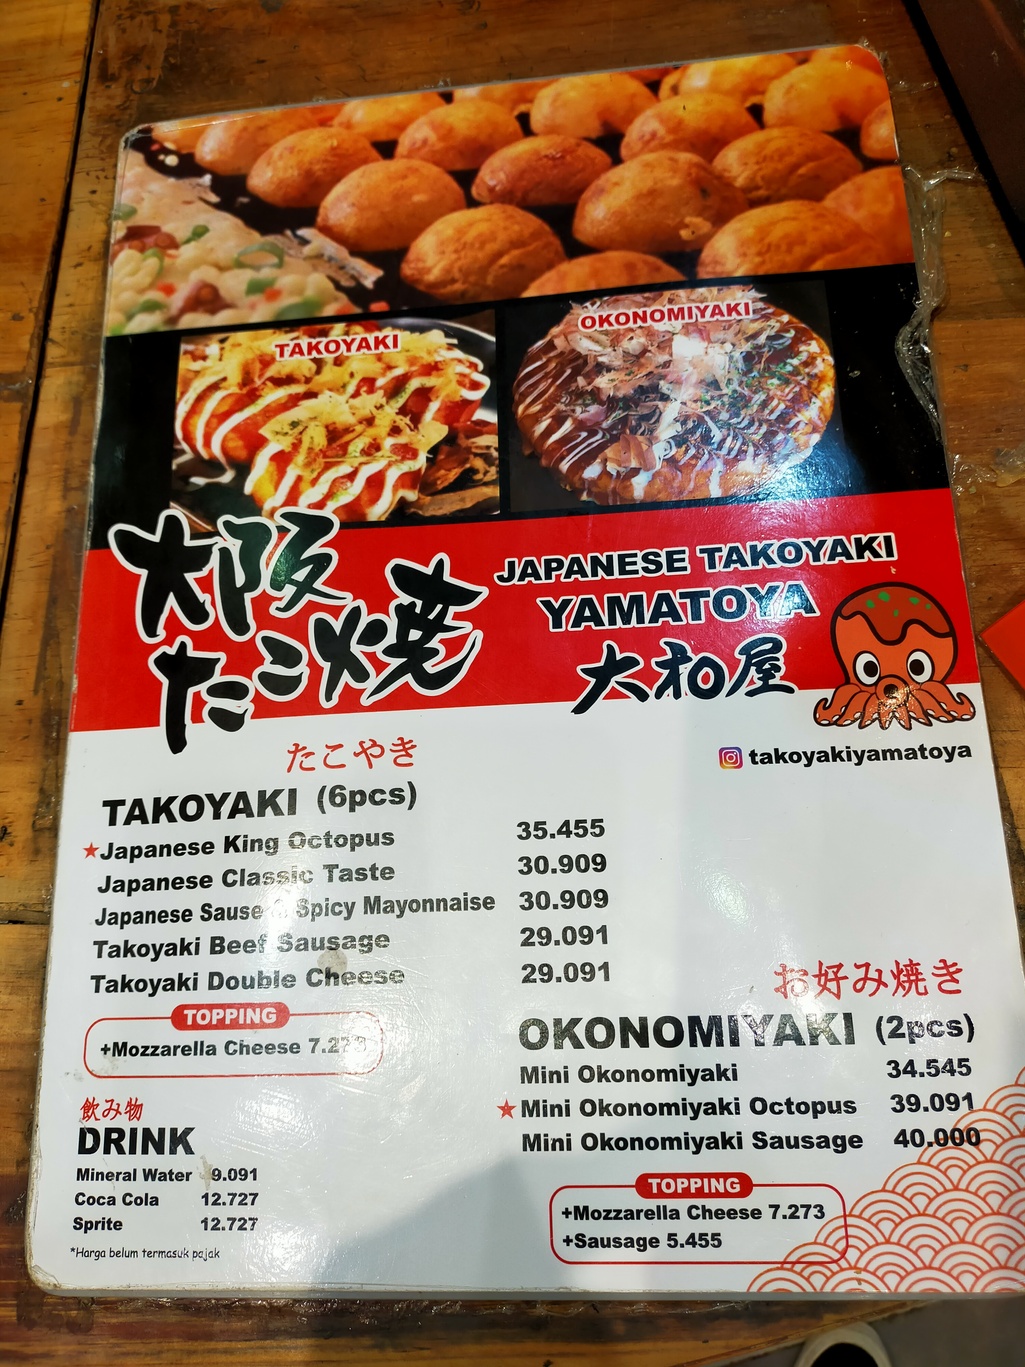 TAKOYAKI
OKONOMIYAKI
大阪
たこ焼
JAPANESE TAKOYAKI
YAMATOYA
大和屋
takoyakiyamatoya
たこやき
TAKOYAKI (6pcs)
★Japanese King Octopus 35.455
Japanese Classic Taste 30.909
Japanese Sause Spicy Mayonnaise 30.909
Takoyaki Beef Sausage 29.091
Takoyaki Double Cheese 29.091
TOPPING
+Mozzarella Cheese 7.273
飲み物
DRINK
Mineral Water 9.091
Coca Cola 12.727
Sprite 12.727
*Harga belum termasuk pajak
お好み焼き
OKONOMIYAKI (2pcs)
Mini Okonomiyaki 34.545
★Mini Okonomiyaki Octopus 39.091
Mini Okonomiyaki Sausage 40.000
TOPPING
+Mozzarella Cheese 7.273
+Sausage 5.455